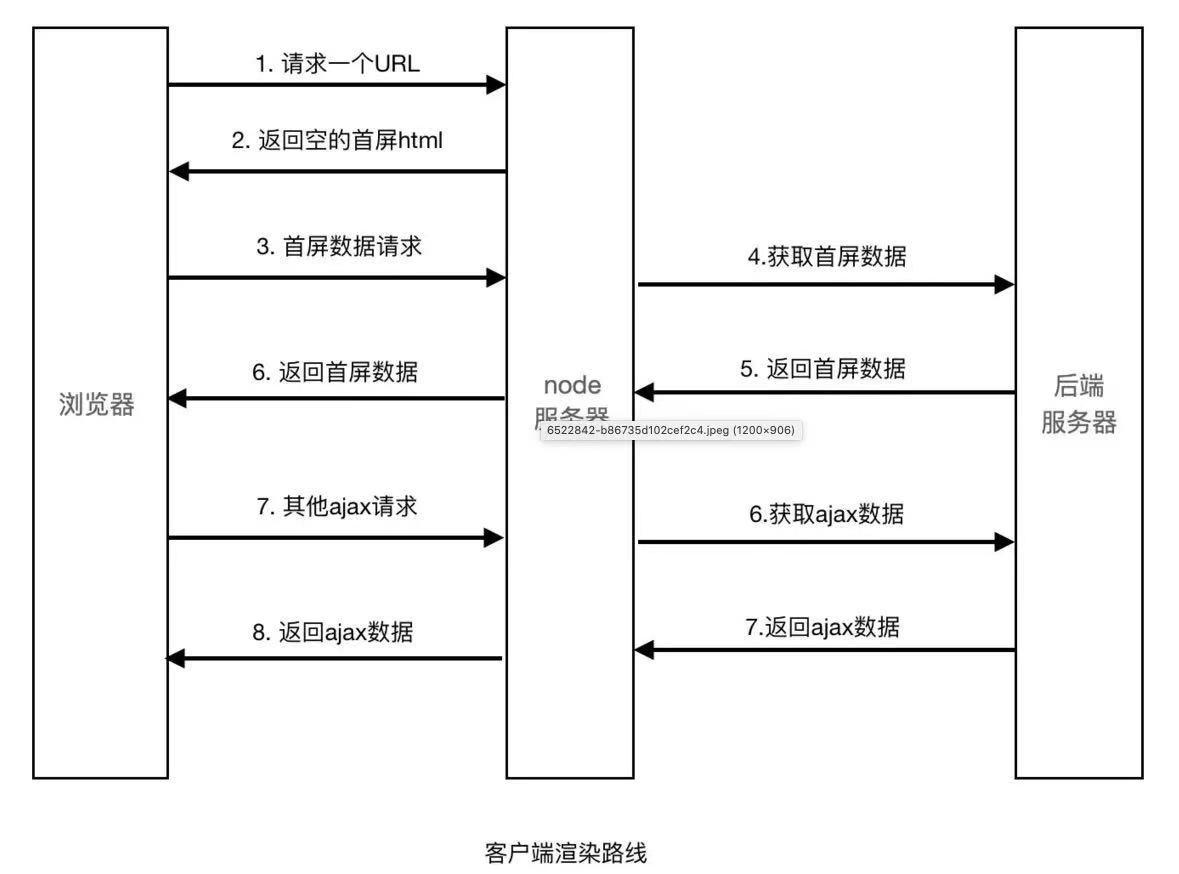 1. 请求一个URL
2. 返回空的首屏html
3. 首屏数据请求
4.获取首屏数据
5. 返回首屏数据
6. 返回首屏数据
浏览器
node
服务器
6522842-b86735d102cef2c4.jpeg (1200×906)
后端
服务器
7. 其他ajax请求
6.获取ajax数据
7.返回ajax数据
8. 返回ajax数据
客户端渲染路线